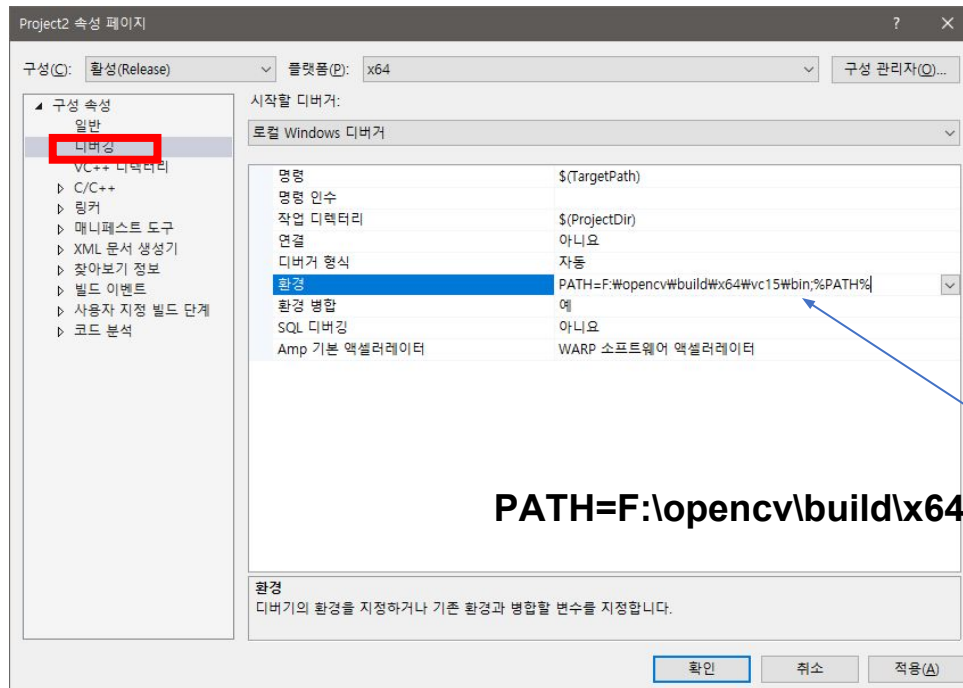 Project2 속성 페이지 ? ×
구성(C): 활성(Release) 플랫폼(P): x64 구성 관리자(O)...
구성 속성
일반
디버깅
VC++ 디렉터리
C/C++
링커
매니페스트 도구
XML 문서 생성기
찾아보기 정보
빌드 이벤트
사용자 지정 빌드 단계
코드 분석
시작할 디버거:
로컬 Windows 디버거
명령 $(TargetPath)
명령 인수
작업 디렉터리 $(ProjectDir)
연결 아니요
디버거 형식 자동
환경 PATH=F:₩opencv₩build₩x64₩vc15₩bin;%PATH%
환경 병합 예
SQL 디버깅 아니요
Amp 기본 액셀러레이터 WARP 소프트웨어 액셀러레이터
PATH=F:\opencv\build\x64
환경
디버기의 환경을 지정하거나 기존 환경과 병합할 변수를 지정합니다.
확인 취소 적용(A)